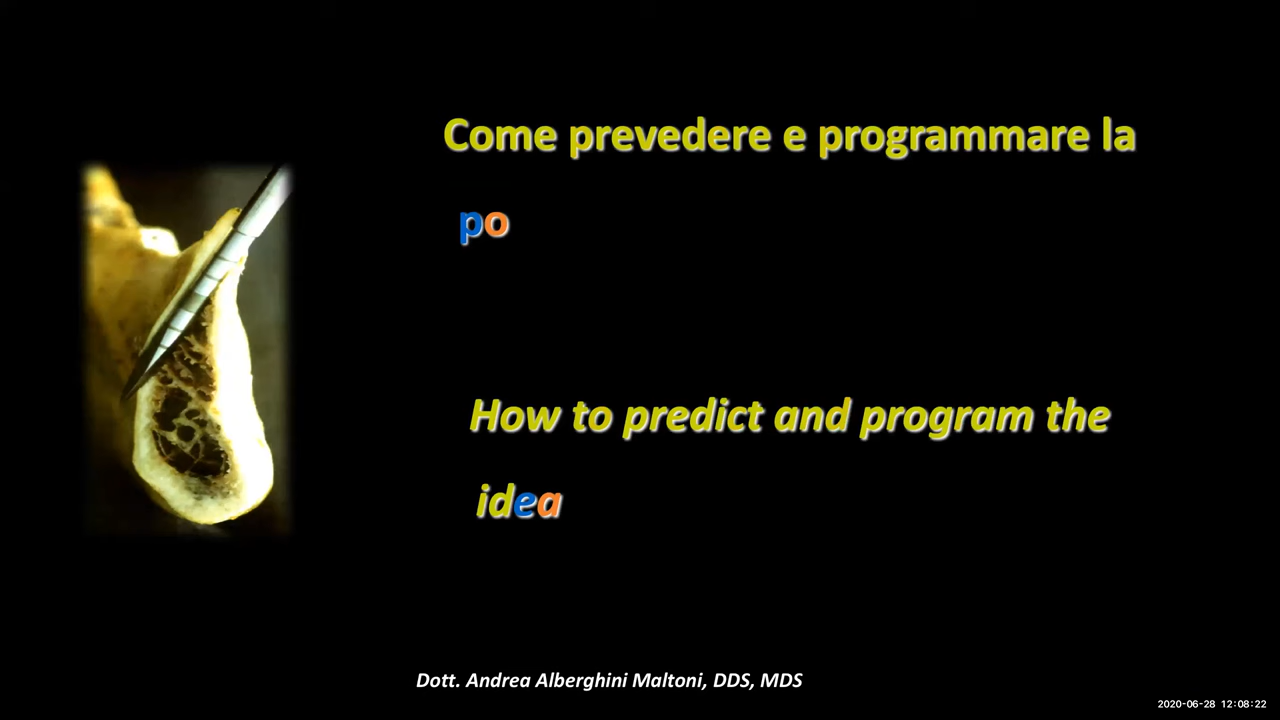 Come prevedere e programmare la
po
How to predict and program the
idea
Dott. Andrea Alberghini Maltoni, DDS, MDS
2020-06-28 12:08:22